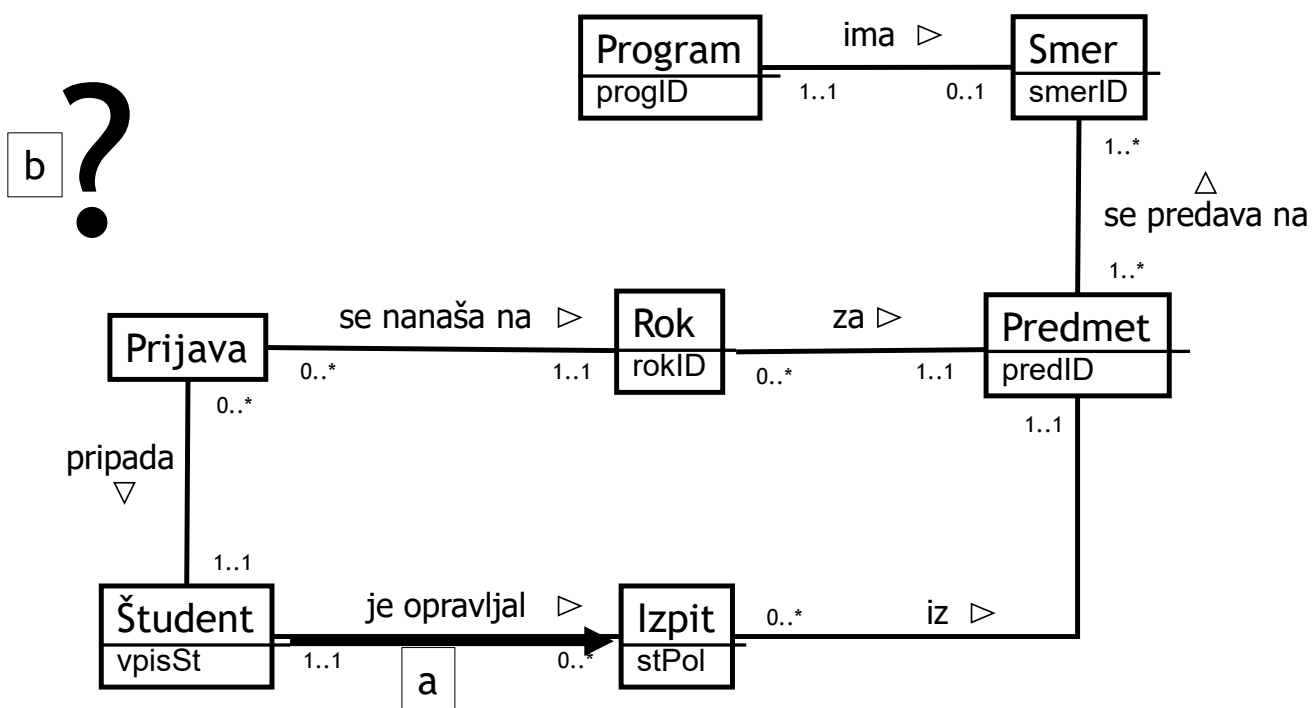 ima ▷
Program
progID
1..1
0..1
Smer
smerID
?
b
1..*
△
se predava na
1..*
Prijava
se nanaša na ▷
0..*
1..1
Rok
rokID
za ▷
0..*
1..1
Predmet
predID
0..*
1..1
pripada
▽
1..1
Študent
vpisSt
je opravljal ▷
1..1
0..*
a
Izpit
stPol
0..*
iz ▷